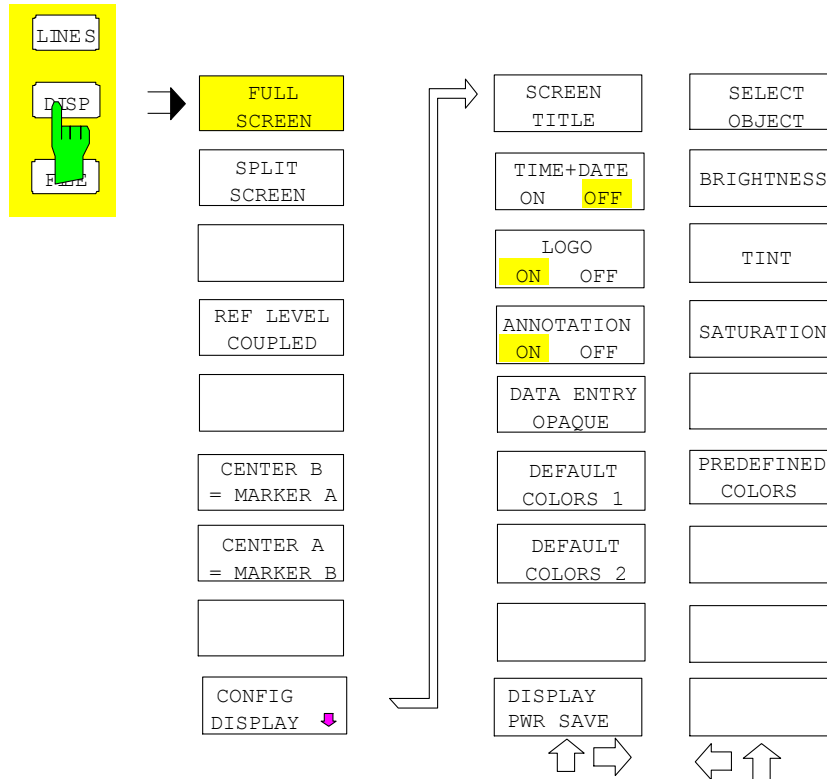 LINES
DISP
FILE
FULL
SCREEN
SPLIT
SCREEN
REF LEVEL
COUPLED
CENTER B
= MARKER A
CENTER A
= MARKER B
CONFIG
DISPLAY
SCREEN
TITLE
TIME+DATE
ON OFF
LOGO
ON OFF
ANNOTATION
ON OFF
DATA ENTRY
OPAQUE
DEFAULT
COLORS 1
DEFAULT
COLORS 2
DISPLAY
PWR SAVE
SELECT
OBJECT
BRIGHTNESS
TINT
SATURATION
PREDEFINED
COLORS